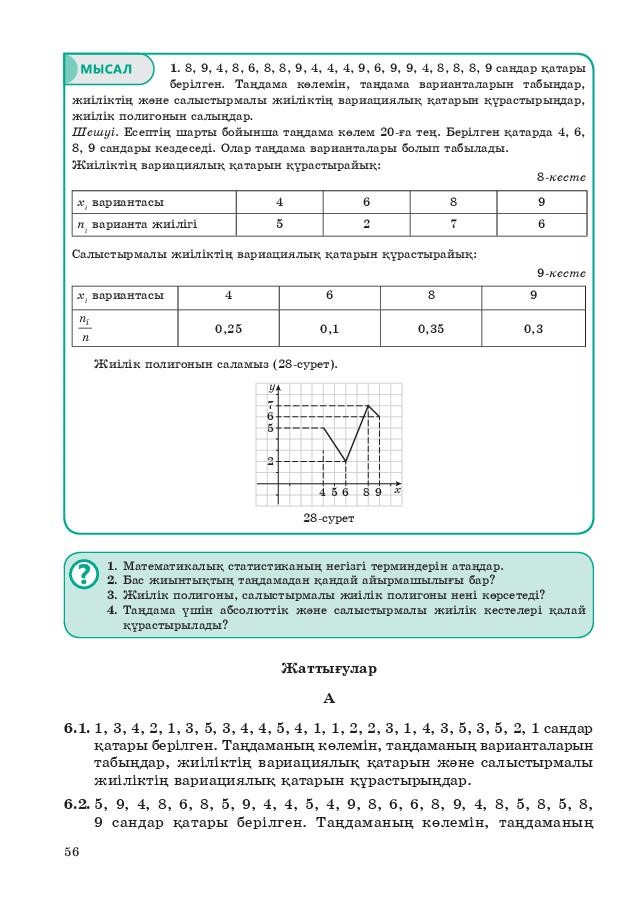 МЫСАЛ
1. 8, 9, 4, 8, 6, 8, 8, 9, 4, 4, 4, 9, 6, 9, 9, 4, 8, 8, 8, 9 сандар қатары
берілген. Таңдама көлемін, таңдама варианталарын табыңдар,
жиіліктің және салыстырмалы жиіліктің вариациялық қатарын құрастырыңдар,
жиілік полигонын салыңдар.
Шешуі. Есептің шарты бойынша таңдама көлем 20-ға тең. Берілген қатарда 4, 6,
8, 9 сандары кездеседі. Олар таңдама варианталары болып табылады.
Жиіліктің вариациялық қатарын құрастырайық:
8-кесте
xᵢ вариантасы 4 6 8 9
nᵢ варианта жиілігі 5 2 7 6
Салыстырмалы жиіліктің вариациялық қатарын құрастырайық:
9-кесте
xᵢ вариантасы 4 6 8 9
nᵢ
n
0,25 0,1 0,35 0,3
Жиілік полигонын саламыз (28-сурет).
y
7
6
5
2
4 5 6 8 9 x
28-сурет
?
1. Математикалық статистиканың негізгі терминдерін атаңдар.
2. Бас жиынтықтың таңдамадан қандай айырмашылығы бар?
3. Жиілік полигоны, салыстырмалы жиілік полигоны нені көрсетеді?
4. Таңдама үшін абсолюттік және салыстырмалы жиілік кестелері қалай
құрастырылады?
Жаттығулар
А
6.1. 1, 3, 4, 2, 1, 3, 5, 3, 4, 4, 5, 4, 1, 1, 2, 2, 3, 1, 4, 3, 5, 3, 5, 2, 1 сандар
қатары берілген. Таңдаманың көлемін, таңдаманың варианталарын
табыңдар, жиіліктің вариациялық қатарын және салыстырмалы
жиіліктің вариациялық қатарын құрастырыңдар.
6.2. 5, 9, 4, 8, 6, 8, 5, 9, 4, 4, 5, 4, 9, 8, 6, 6, 8, 9, 4, 8, 5, 8, 5, 8,
9 сандар қатары берілген. Таңдаманың көлемін, таңдаманың
56